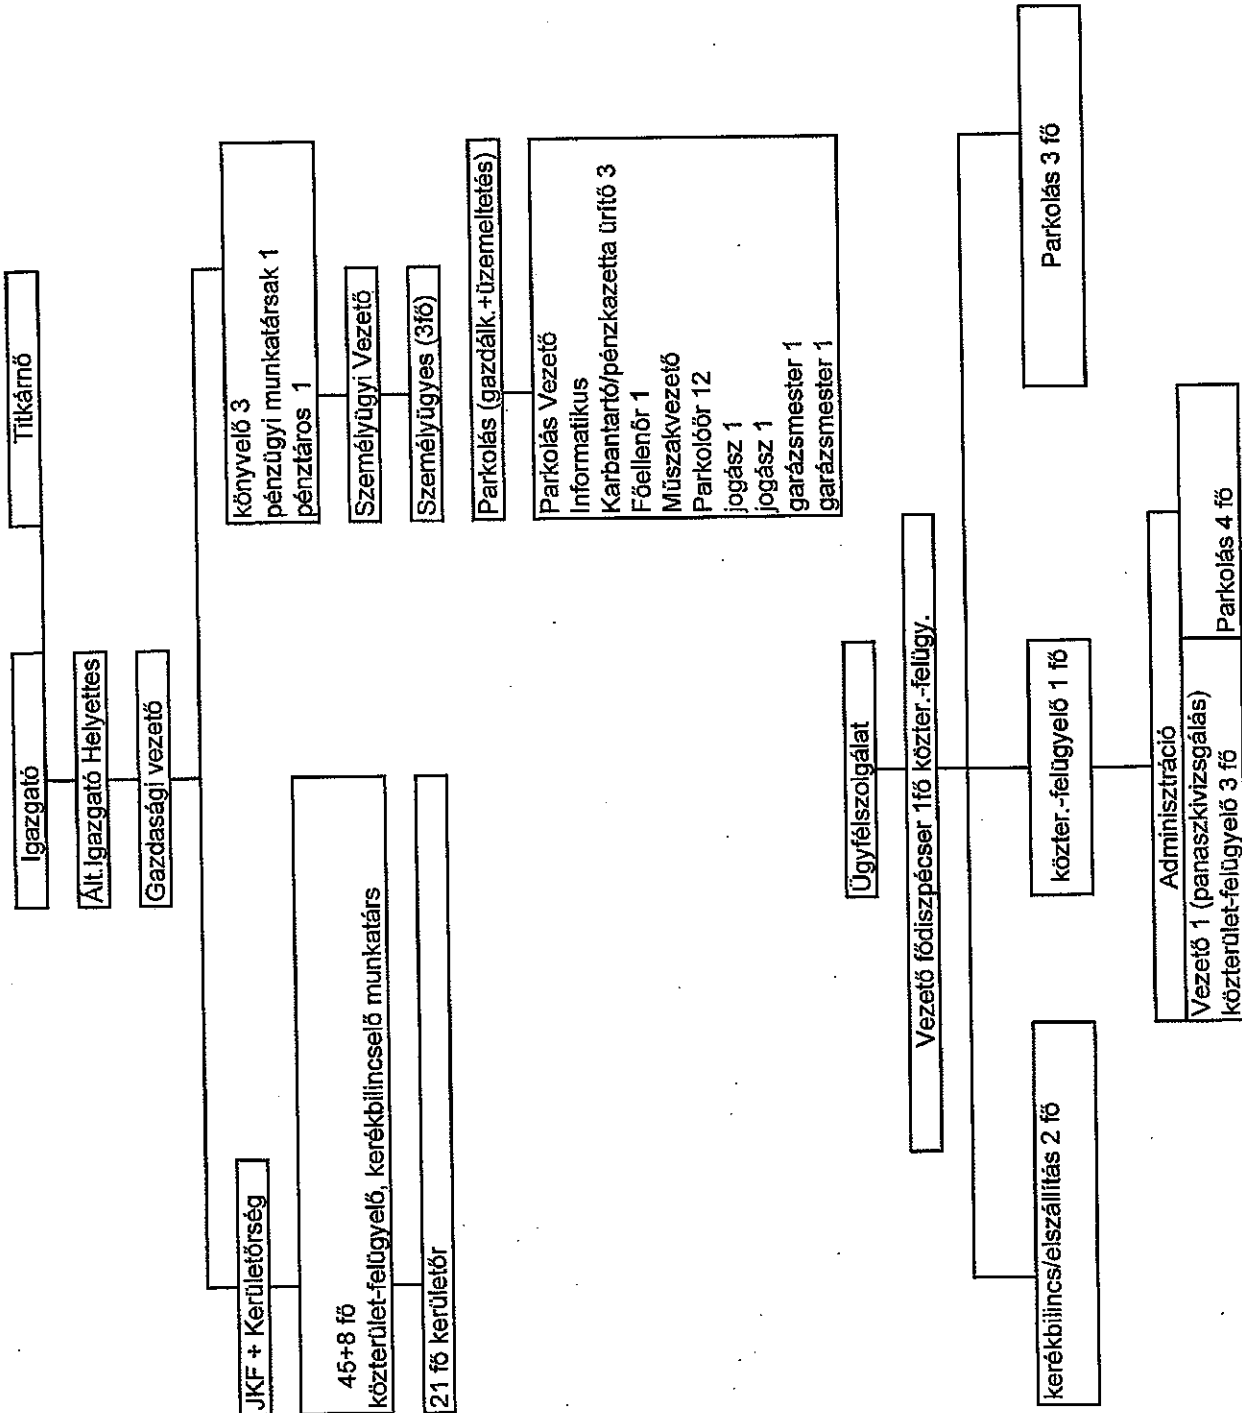 Igazgató
Titkárnő
Ált.Igazgató Helyettes
Gazdasági vezető
JKF + Kerületőrség
45+8 fő
közterület-felügyelő, kerékbilincselő munkatárs
21 fő kerületőr
könyvelő 3
pénzügyi munkatársak 1
pénztáros 1
Személyügyi Vezető
Személyügyes (3fő)
Parkolás (gazdálk.+üzemeltetés)
Parkolás Vezető
Informatikus
Karbantartó/pénzkazetta ürítő 3
Főellenőr 1
Műszakvezető
Parkolóőr 12
jogász 1
jogász 1
garázsmester 1
garázsmester 1
Ügyfélszolgálat
Vezető fődiszpécser 1fő közter.-felügy.
kerékbilincs/elszállítás 2 fő
közter.-felügyelő 1 fő
Parkolás 3 fő
Adminisztráció
Vezető 1 (panaszkivizsgálás)
közterület-felügyelő 3 fő
Parkolás 4 fő